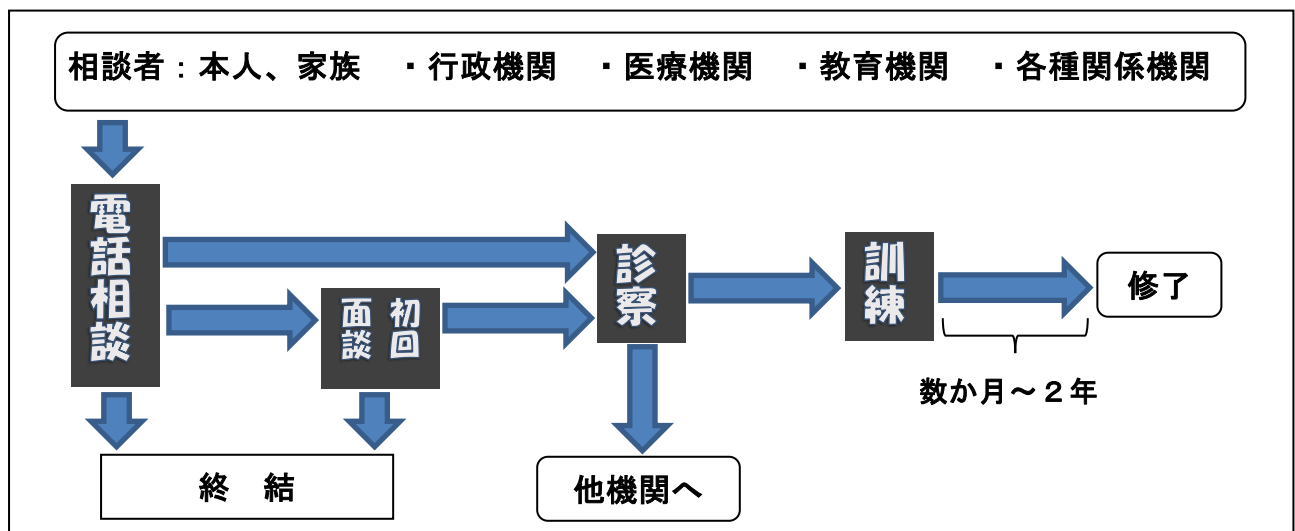 相談者：本人、家族　・行政機関　・医療機関　・教育機関　・各種関係機関
電話相談
初回
面談
診察
訓練
修了
数か月～２年
終　結
他機関へ